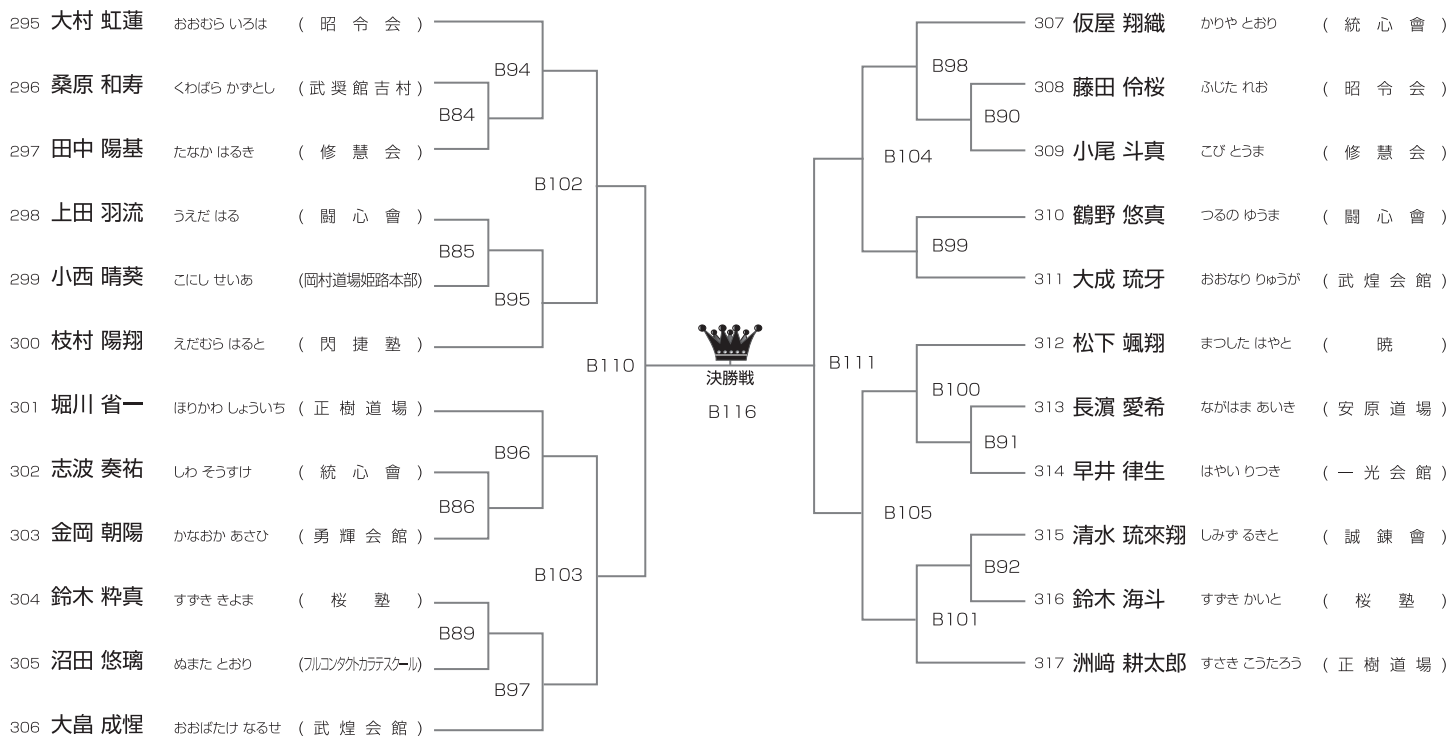 295 大村 虹蓮 おおむら いろは ( 昭 令 会 )
296 桑原 和寿 くわばら かずとし ( 武 奨 館 吉 村 )
297 田中 陽基 たなか はるき ( 修 慧 会 )
298 上田 羽流 うえだ はる ( 闘 心 會 )
299 小西 晴葵 こにし せいあ (岡村道場姫路本部)
300 枝村 陽翔 えだむら はると ( 閃 捷 塾 )
301 堀川 省一 ほりかわ しょういち ( 正 樹 道 場 )
302 志波 奏祐 しわ そうすけ ( 統 心 會 )
303 金岡 朝陽 かなおか あさひ ( 勇 輝 会 館 )
304 鈴木 粋真 すずき きよま ( 桜 塾 )
305 沼田 悠璃 ぬまた とおり (フルコンタクトカラテスクール)
306 大畠 成惺 おおばたけ なるせ ( 武 煌 会 館 )
B94
B84
B102
B85
B95
B110
B96
B86
B103
B89
B97
決勝戦
B116
B98
B90
B104
B99
B111
B100
B91
B105
B92
B101
307 仮屋 翔織 かりや とおり ( 統 心 會 )
308 藤田 伶桜 ふじた れお ( 昭 令 会 )
309 小尾 斗真 こび とうま ( 修 慧 会 )
310 鶴野 悠真 つるの ゆうま ( 闘 心 會 )
311 大成 琉牙 おおなり りゅうが ( 武 煌 会 館 )
312 松下 颯翔 まつした はやと ( 暁 )
313 長濵 愛希 ながはま あいき ( 安 原 道 場 )
314 早井 律生 はやい りつき ( 一 光 会 館 )
315 清水 琉來翔 しみず るきと ( 誠 錬 會 )
316 鈴木 海斗 すずき かいと ( 桜 塾 )
317 洲﨑 耕太郎 すさき こうたろう ( 正 樹 道 場 )